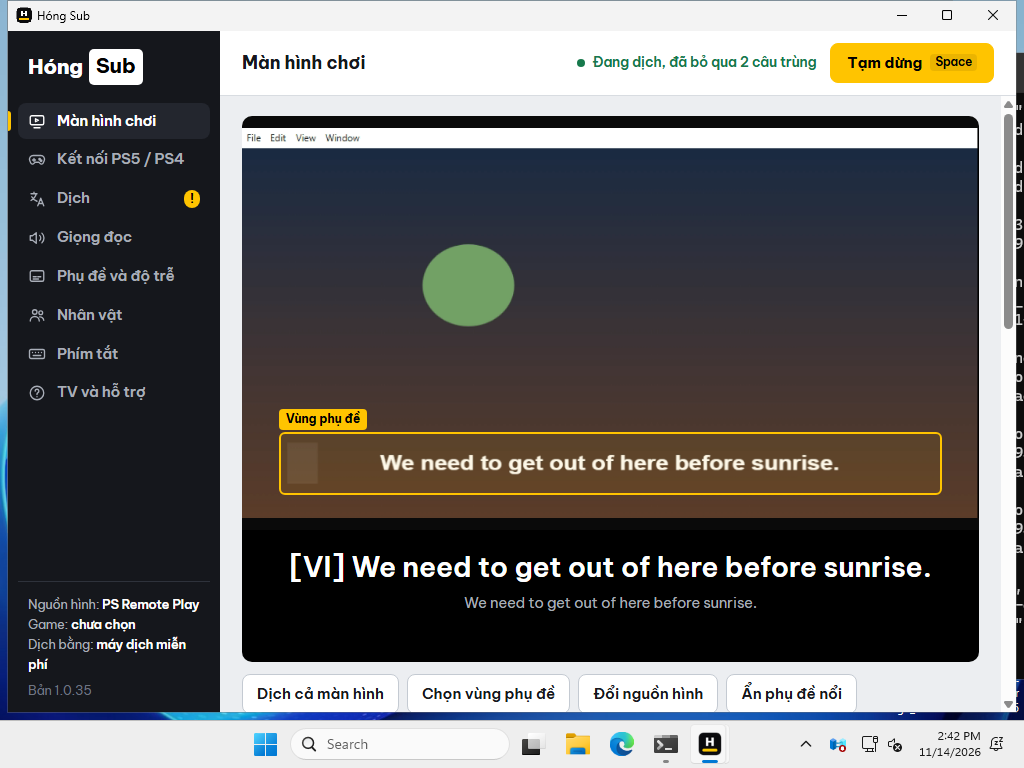 Hóng Sub
Hóng Sub
Màn hình chơi
Kết nối PS5 / PS4
Dịch
!
Giọng đọc
Phụ đề và độ trễ
Nhân vật
Phím tắt
TV và hỗ trợ
Nguồn hình: PS Remote Play
Game: chưa chọn
Dịch bằng: máy dịch miễn
phí
Bản 1.0.35
Màn hình chơi
Đang dịch, đã bỏ qua 2 câu trùng
Tạm dừng Space
File Edit View Window
Vùng phụ đề
We need to get out of here before sunrise.
[VI] We need to get out of here before sunrise.
We need to get out of here before sunrise.
Dịch cả màn hình
Chọn vùng phụ đề
Đổi nguồn hình
Ẩn phụ đề nổi
Search
2:42 PM
11/14/2026